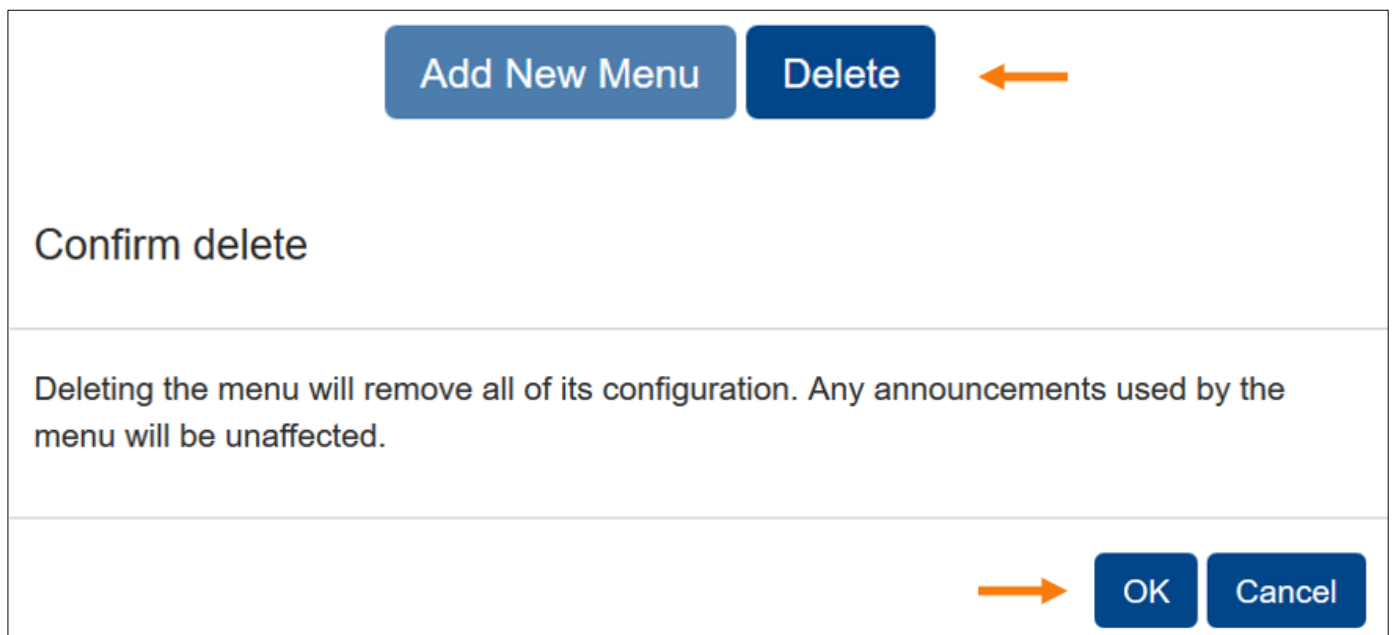 Add New Menu Delete
Confirm delete
Deleting the menu will remove all of its configuration. Any announcements used by the
menu will be unaffected.
OK Cancel